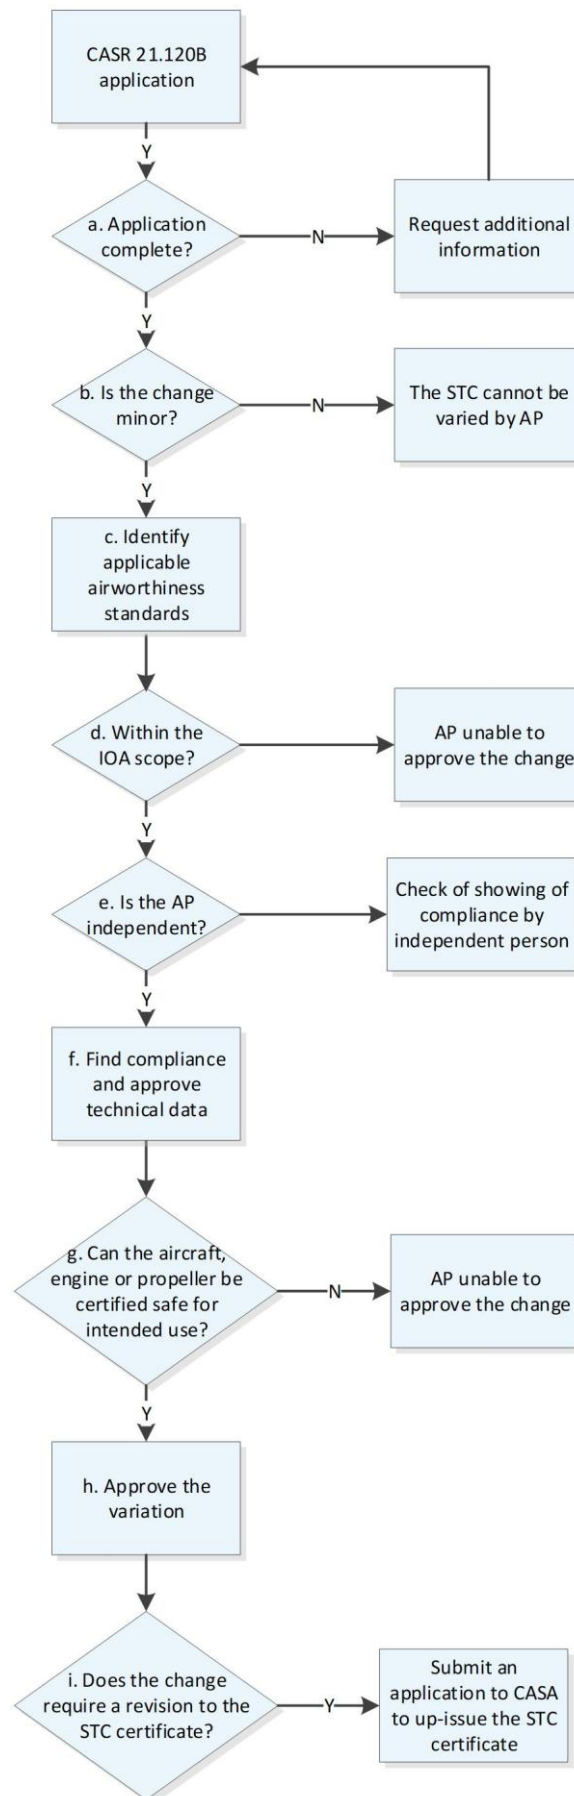 CASR 21.120B
application
Y
a. Application
complete?
N
Request additional
information
Y
b. Is the change
minor?
N
The STC cannot be
varied by AP
Y
c. Identify
applicable
airworthiness
standards
d. Within the
IOA scope?
AP unable to
approve the change
Y
e. Is the AP
independent?
Check of showing of
compliance by
independent person
Y
f. Find compliance
and approve
technical data
g. Can the aircraft,
engine or propeller be
certified safe for
intended use?
N
AP unable to
approve the change
Y
h. Approve the
variation
i. Does the change
require a revision to the
STC certificate?
Y
Submit an
application to CASA
to up-issue the STC
certificate